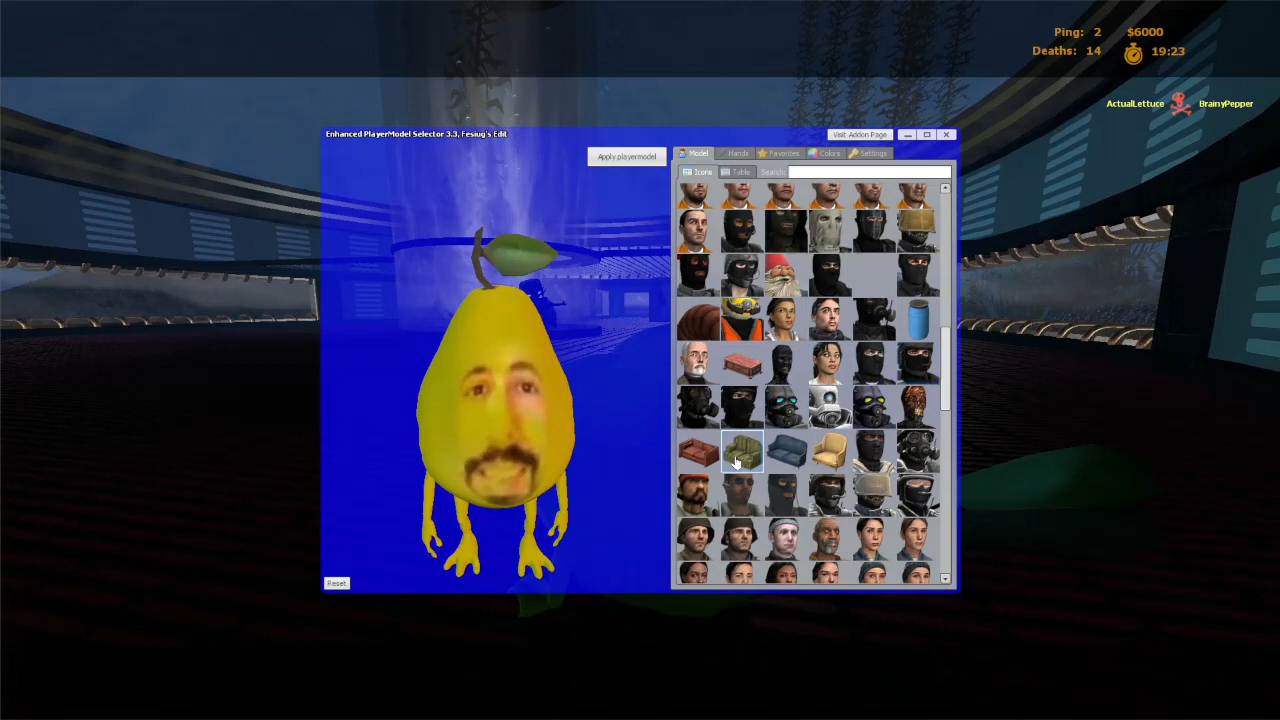 Ping: 2 $6000
Deaths: 14 19:23
ActualLettuce BrainyPepper
Enhanced PlayerModel Selector 3.3, Fesiug's Edit
Visit Addon Page
Apply playermodel
Model Hands Favorites Colors Settings
Icons Table Search:
Reset